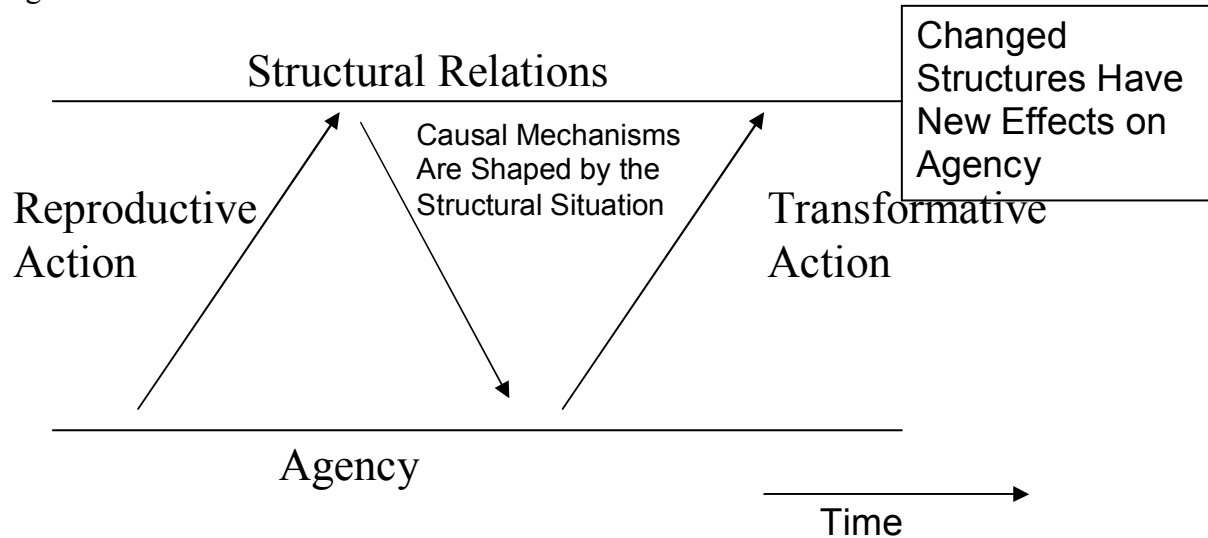 Structural Relations
Changed
Structures Have
New Effects on
Agency
Causal Mechanisms
Are Shaped by the
Structural Situation
Reproductive
Action
Transformative
Action
Agency
Time